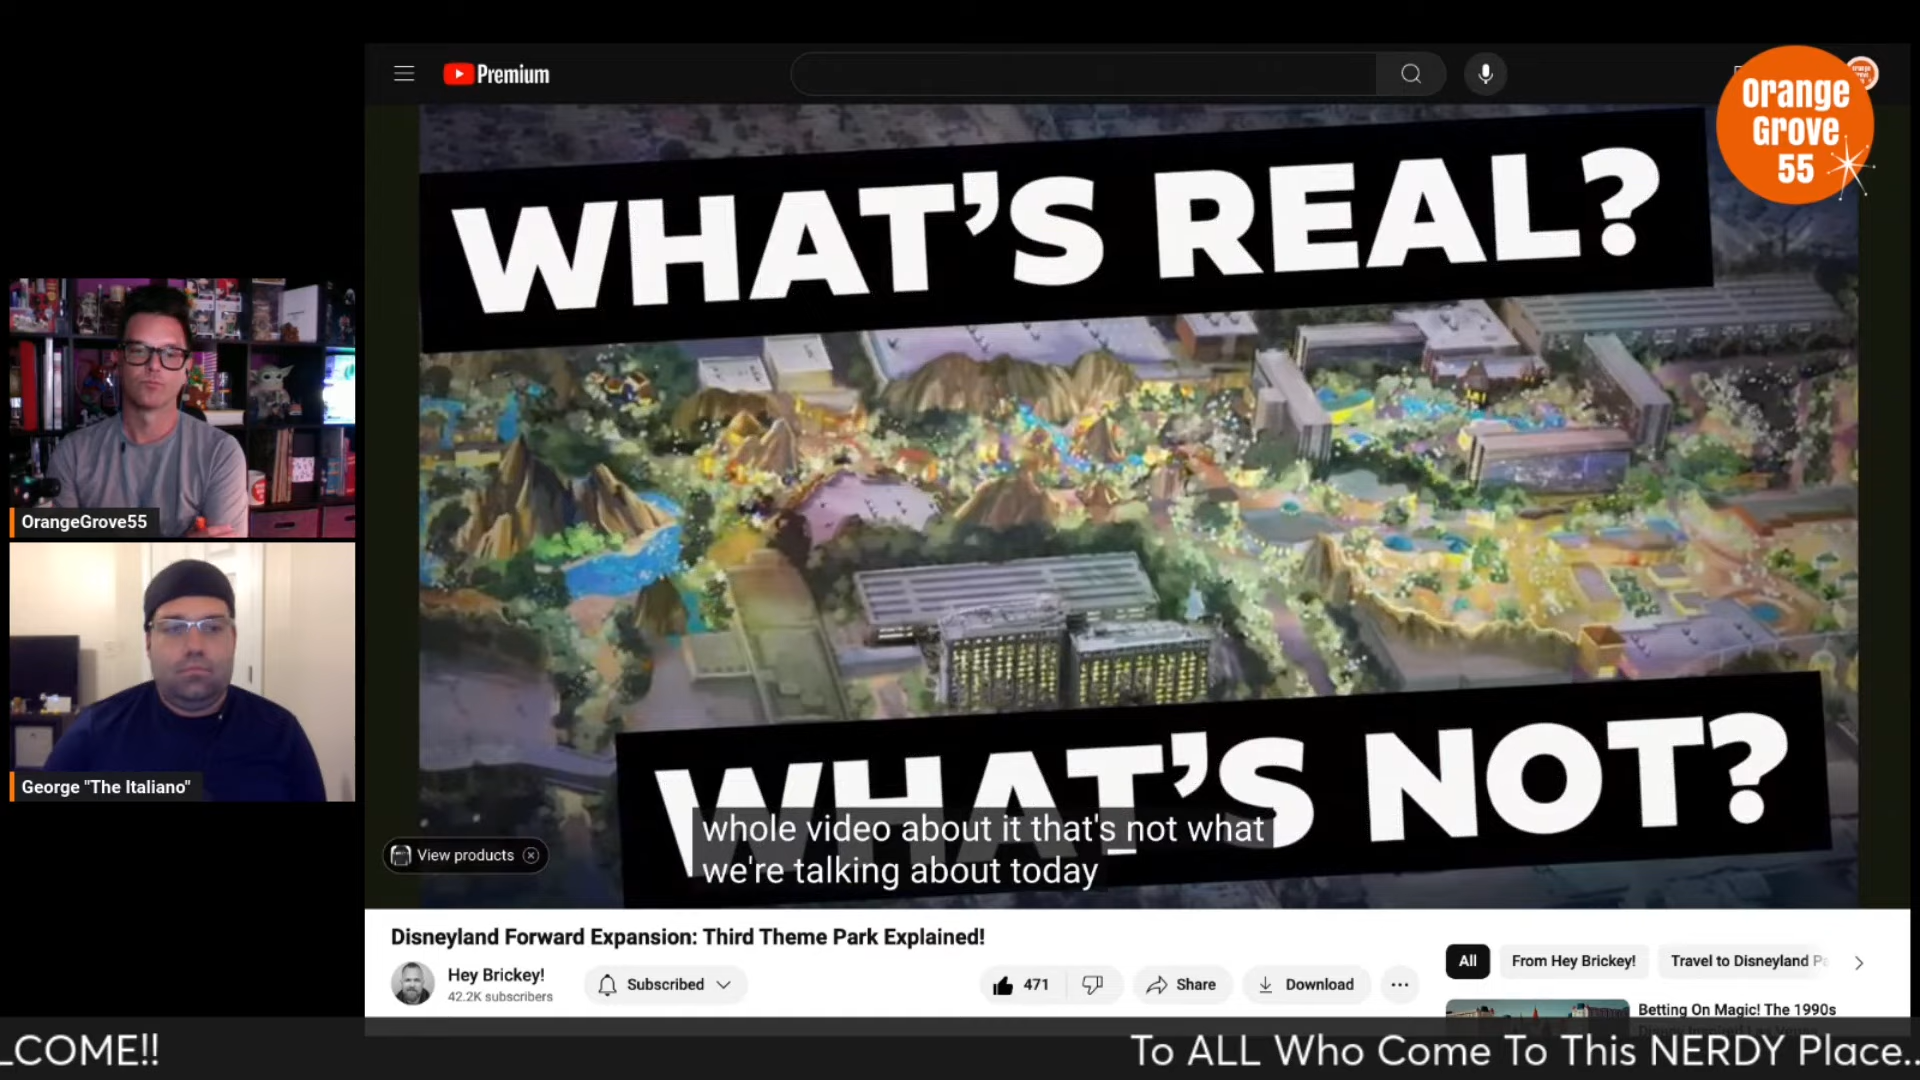 Premium
Orange
Grove
55
WHAT'S REAL?
OrangeGrove55
George "The Italiano"
WHAT'S NOT?
whole video about it that's not what
we're talking about today
View products
Disneyland Forward Expansion: Third Theme Park Explained!
Hey Brickey!
42.2K subscribers
Subscribed
471
Share
Download
All
From Hey Brickey!
Travel to Disneyland
Betting On Magic! The 1990s
LCOME!!
To ALL Who Come To This NERDY Place..